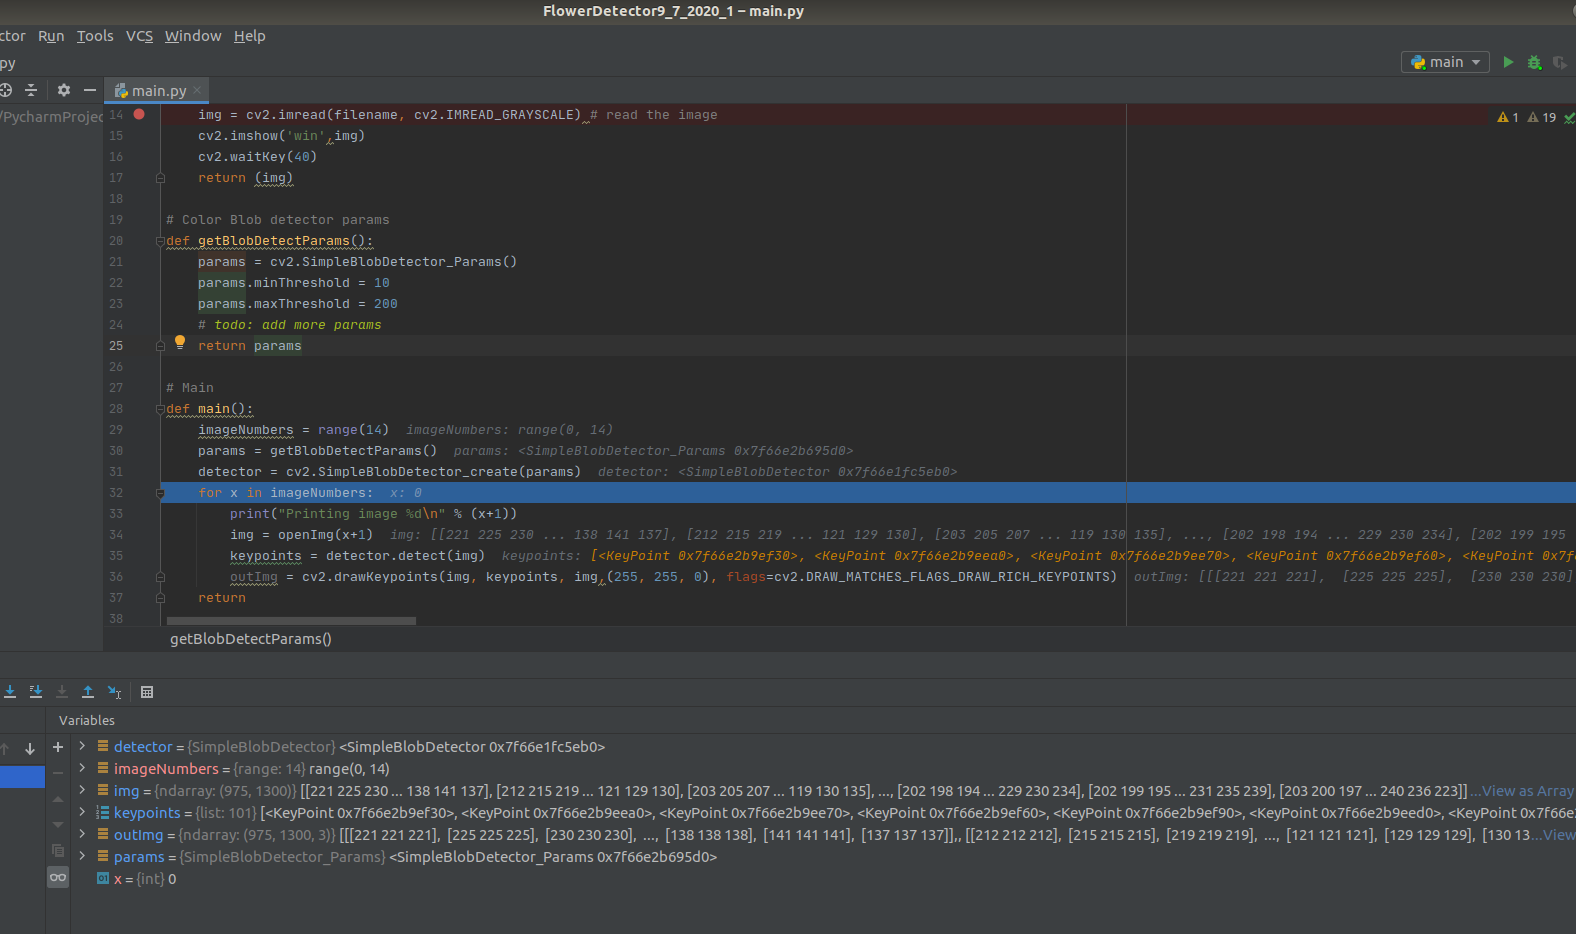 FlowerDetector9_7_2020_1 – main.py
ctor Run Tools VCS Window Help
py
main
main.py
/PycharmProjec
1 19
14 img = cv2.imread(filename, cv2.IMREAD_GRAYSCALE) # read the image
15 cv2.imshow('win',img)
16 cv2.waitKey(40)
17 return (img)
18
19 # Color Blob detector params
20 def getBlobDetectParams():
21 params = cv2.SimpleBlobDetector_Params()
22 params.minThreshold = 10
23 params.maxThreshold = 200
24 # todo: add more params
25 return params
26
27 # Main
28 def main():
29 imageNumbers = range(14) imageNumbers: range(0, 14)
30 params = getBlobDetectParams() params: <SimpleBlobDetector_Params 0x7f66e2b695d0>
31 detector = cv2.SimpleBlobDetector_create(params) detector: <SimpleBlobDetector 0x7f66e1fc5eb0>
32 for x in imageNumbers: x: 0
33 print("Printing image %d\n" % (x+1))
34 img = openImg(x+1) img: [[221 225 230 ... 138 141 137], [212 215 219 ... 121 129 130], [203 205 207 ... 119 130 135], ..., [202 198 194 ... 229 230 234], [202 199 195
35 keypoints = detector.detect(img) keypoints: [<KeyPoint 0x7f66e2b9ef30>, <KeyPoint 0x7f66e2b9eea0>, <KeyPoint 0x7f66e2b9ee70>, <KeyPoint 0x7f66e2b9ef60>, <KeyPoint 0x7f6
36 outImg = cv2.drawKeypoints(img, keypoints, img,(255, 255, 0), flags=cv2.DRAW_MATCHES_FLAGS_DRAW_RICH_KEYPOINTS) outImg: [[[221 221 221], [225 225 225], [230 230 230]
37 return
38
getBlobDetectParams()
Variables
detector = {SimpleBlobDetector} <SimpleBlobDetector 0x7f66e1fc5eb0>
imageNumbers = {range: 14} range(0, 14)
img = {ndarray: (975, 1300)} [[221 225 230 ... 138 141 137], [212 215 219 ... 121 129 130], [203 205 207 ... 119 130 135], ..., [202 198 194 ... 229 230 234], [202 199 195 ... 231 235 239], [203 200 197 ... 240 236 223]] ...View as Array
keypoints = {list: 101} [<KeyPoint 0x7f66e2b9ef30>, <KeyPoint 0x7f66e2b9eea0>, <KeyPoint 0x7f66e2b9ee70>, <KeyPoint 0x7f66e2b9ef60>, <KeyPoint 0x7f66e2b9ef90>, <KeyPoint 0x7f66e2b9eed0>, <KeyPoint 0x7f66e2
outImg = {ndarray: (975, 1300, 3)} [[[221 221 221], [225 225 225], [230 230 230], ..., [138 138 138], [141 141 141], [137 137 137]],, [[212 212 212], [215 215 215], [219 219 219], ..., [121 121 121], [129 129 129], [130 13...View
params = {SimpleBlobDetector_Params} <SimpleBlobDetector_Params 0x7f66e2b695d0>
01 x = {int} 0